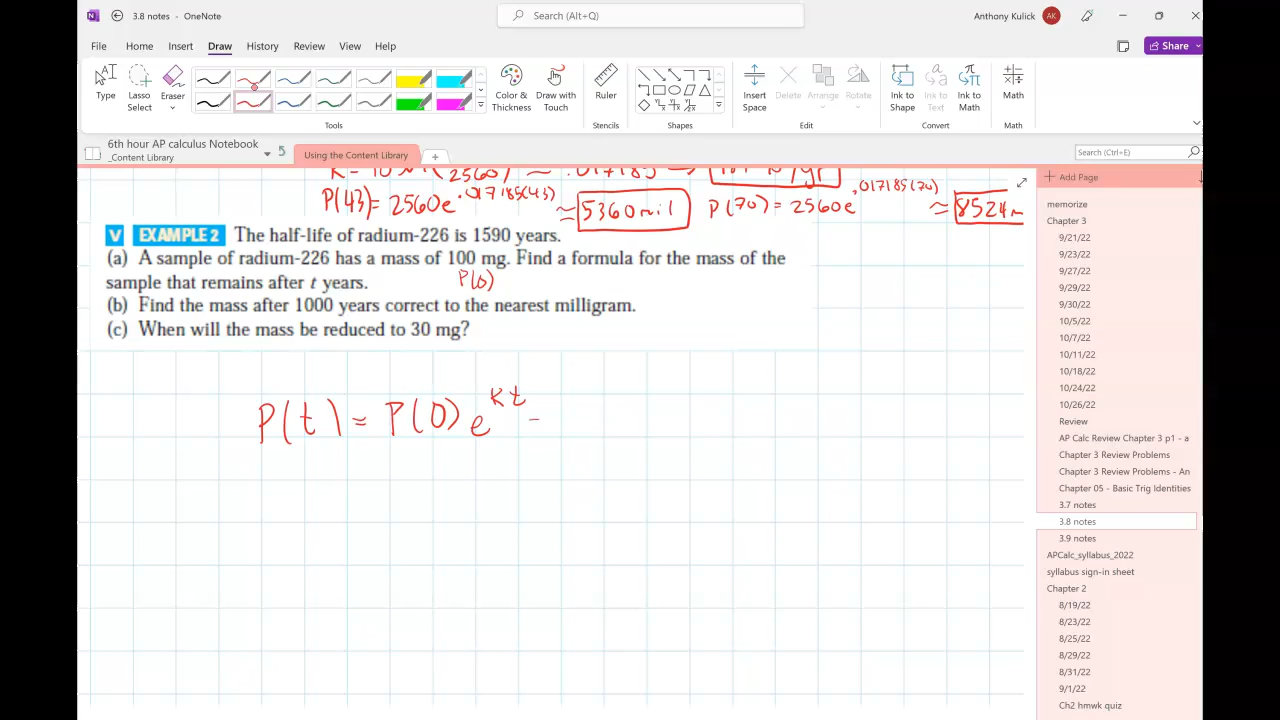 3.8 notes - OneNote
Search (Alt+Q)
Anthony Kulick
AK
File Home Insert Draw History Review View Help
Share
Type
Lasso Select
Eraser
Color & Thickness
Draw with Touch
Ruler
Insert Space
Delete
Arrange
Rotate
Ink to Shape
Ink to Text
Ink to Math
Math
Tools
Stencils
Shapes
Edit
Convert
Math
6th hour AP calculus Notebook
_Content Library
Using the Content Library
+
Search (Ctrl+E)
P(43) = 2560e^.017185(43) ≈ 5360 mil P(70) = 2560e^.017185(70) ≈ 8524 m
V EXAMPLE 2 The half-life of radium-226 is 1590 years.
(a) A sample of radium-226 has a mass of 100 mg. Find a formula for the mass of the
sample that remains after t years.
P(0)
(b) Find the mass after 1000 years correct to the nearest milligram.
(c) When will the mass be reduced to 30 mg?
P(t) = P(0) e^kt -
Add Page
memorize
Chapter 3
9/21/22
9/23/22
9/27/22
9/29/22
9/30/22
10/5/22
10/7/22
10/11/22
10/18/22
10/24/22
10/26/22
Review
AP Calc Review Chapter 3 p1 - a
Chapter 3 Review Problems
Chapter 3 Review Problems - An
Chapter 05 - Basic Trig Identities
3.7 notes
3.8 notes
3.9 notes
APCalc_syllabus_2022
syllabus sign-in sheet
Chapter 2
8/19/22
8/23/22
8/25/22
8/29/22
8/31/22
9/1/22
Ch2 hmwk quiz